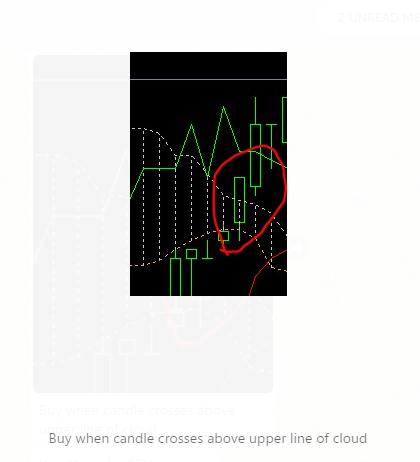 2 UNREAD ME
Buy when candle crosses above
Buy when candle crosses above upper line of cloud